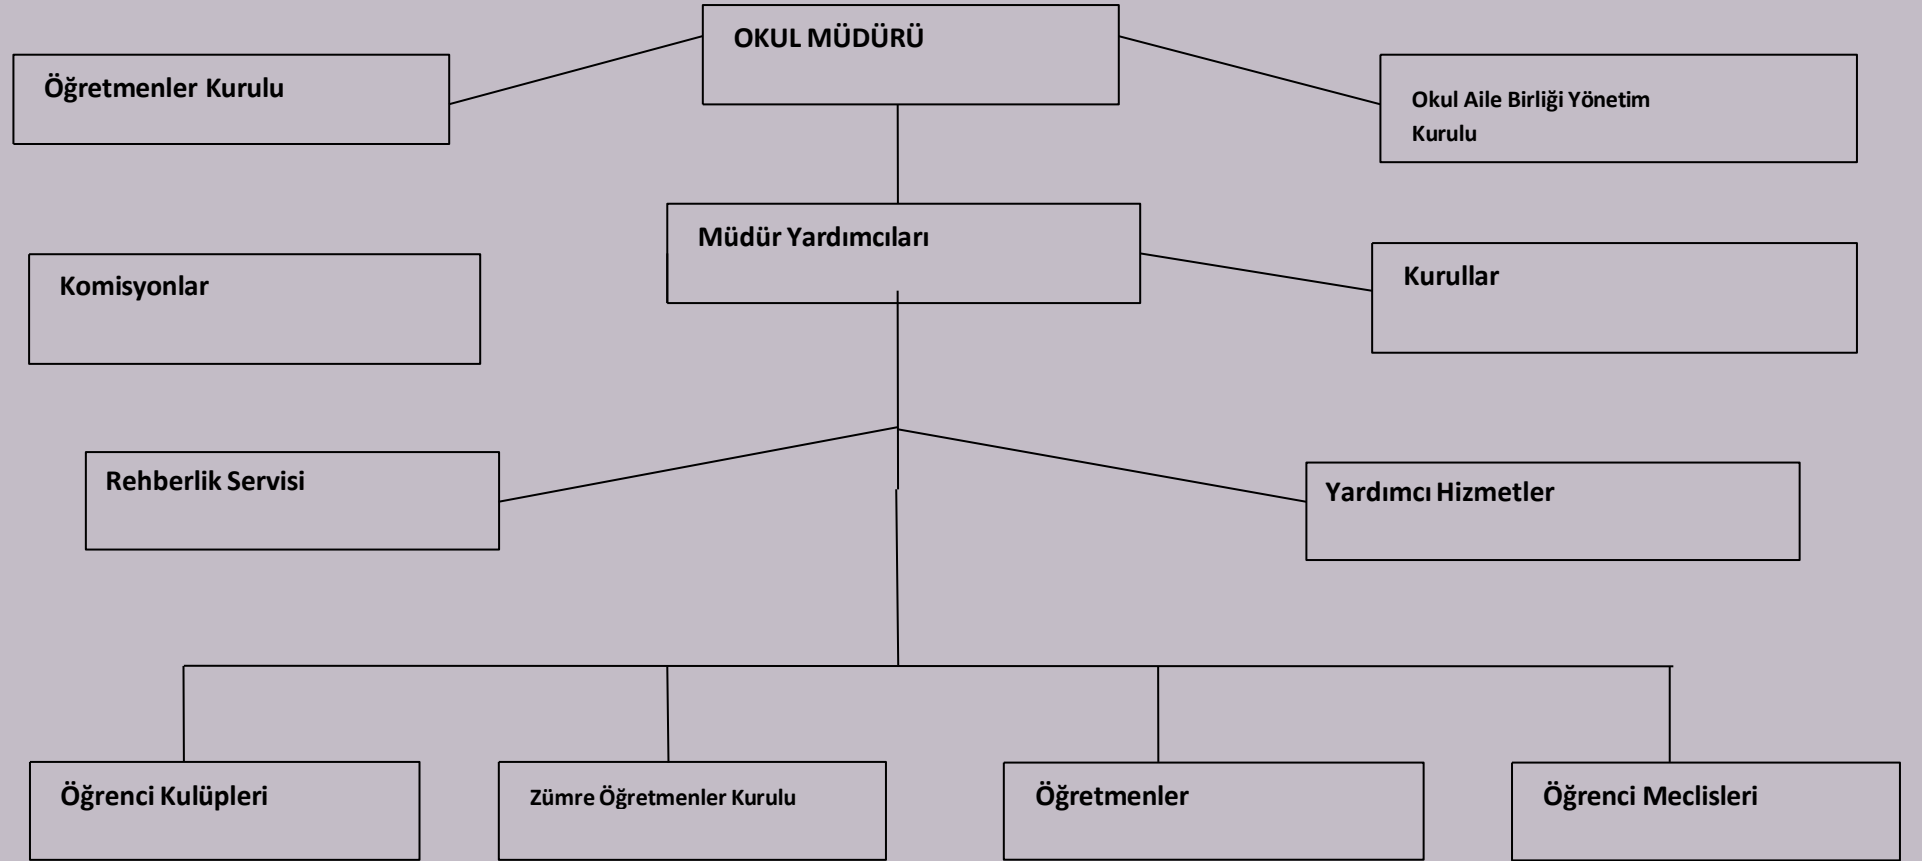 OKUL MÜDÜRÜ
Öğretmenler Kurulu
Okul Aile Birliği Yönetim
Kurulu
Müdür Yardımcıları
Komisyonlar
Kurullar
Rehberlik Servisi
Yardımcı Hizmetler
Öğrenci Kulüpleri
Zümre Öğretmenler Kurulu
Öğretmenler
Öğrenci Meclisleri